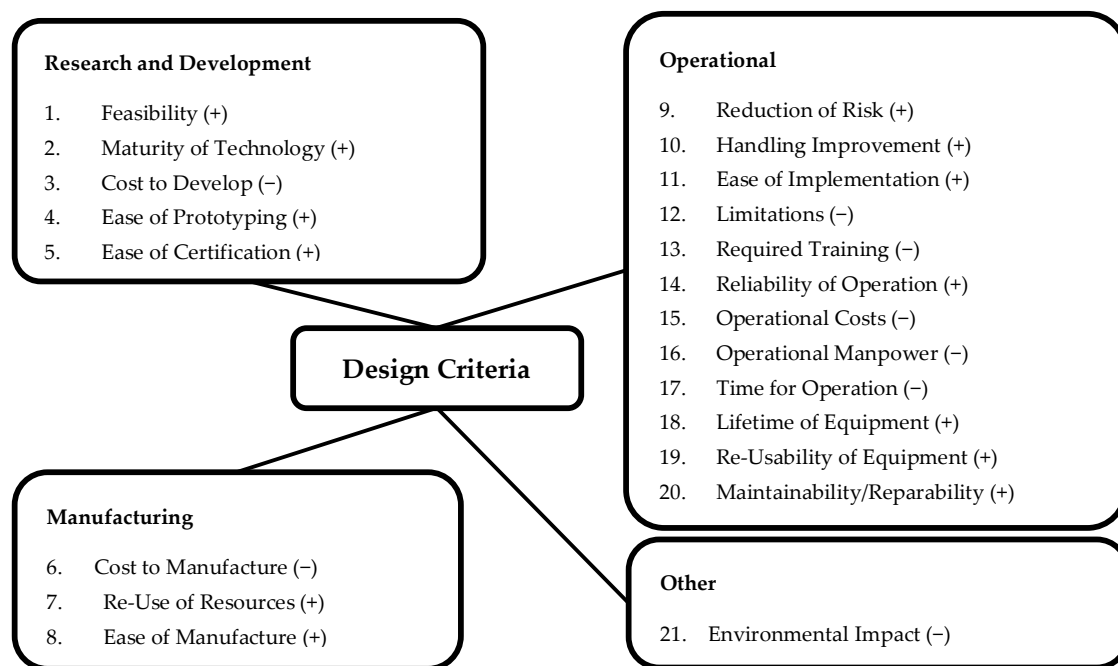 Research and Development
1. Feasibility (+)
2. Maturity of Technology (+)
3. Cost to Develop (−)
4. Ease of Prototyping (+)
5. Ease of Certification (+)
Operational
9. Reduction of Risk (+)
10. Handling Improvement (+)
11. Ease of Implementation (+)
12. Limitations (−)
13. Required Training (−)
14. Reliability of Operation (+)
15. Operational Costs (−)
16. Operational Manpower (−)
17. Time for Operation (−)
18. Lifetime of Equipment (+)
19. Re-Usability of Equipment (+)
20. Maintainability/Reparability (+)
Design Criteria
Manufacturing
6. Cost to Manufacture (−)
7. Re-Use of Resources (+)
8. Ease of Manufacture (+)
Other
21. Environmental Impact (−)